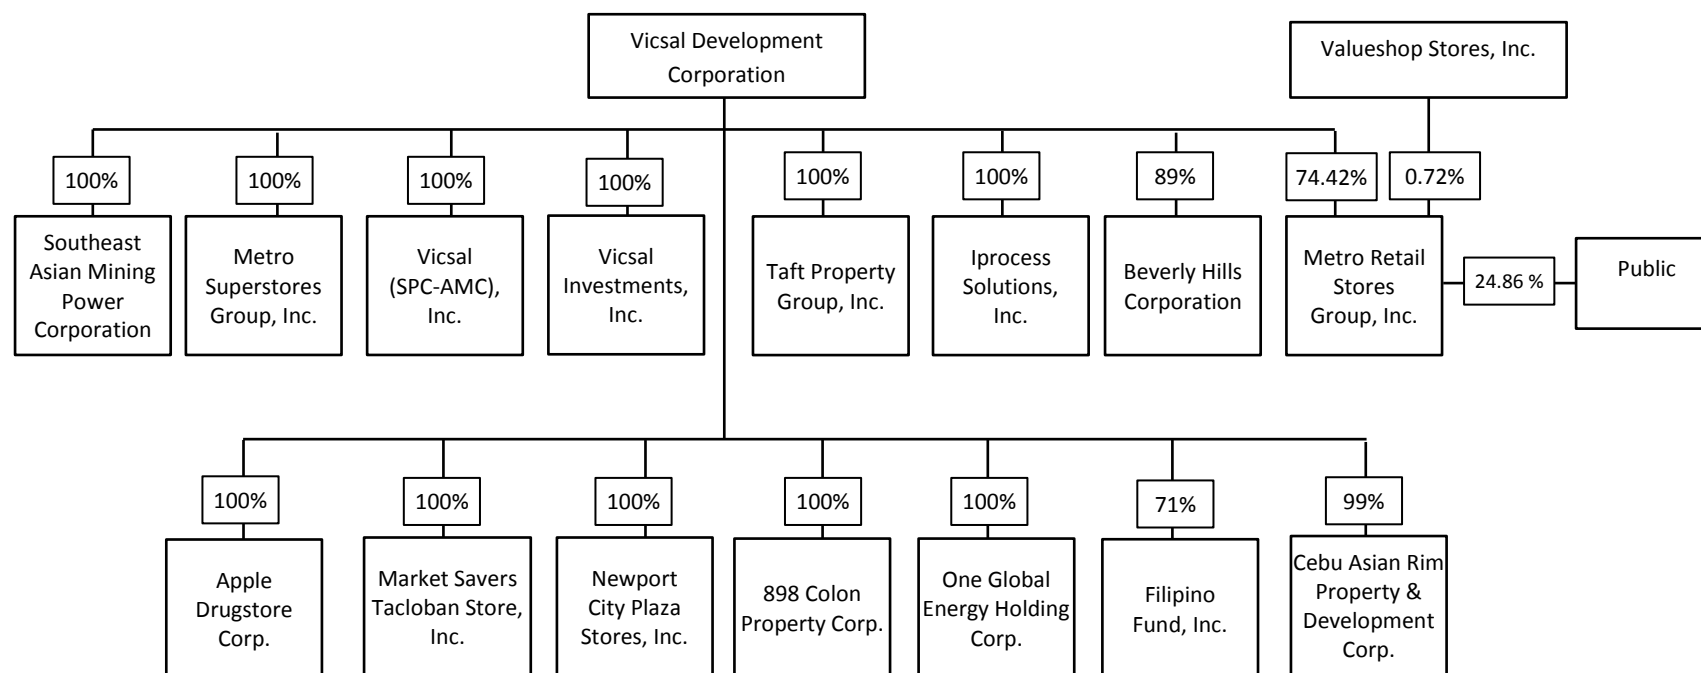 Vicsal Development
Corporation
Valueshop Stores, Inc.
100%
100%
100%
100%
100%
100%
89%
74.42%
0.72%
Southeast
Asian Mining
Power
Corporation
Metro
Superstores
Group, Inc.
Vicsal
(SPC-AMC),
Inc.
Vicsal
Investments,
Inc.
Taft Property
Group, Inc.
Iprocess
Solutions,
Inc.
Beverly Hills
Corporation
Metro Retail
Stores
Group, Inc.
24.86 %
Public
100%
100%
100%
100%
100%
71%
99%
Apple
Drugstore
Corp.
Market Savers
Tacloban Store,
Inc.
Newport
City Plaza
Stores, Inc.
898 Colon
Property Corp.
One Global
Energy Holding
Corp.
Filipino
Fund, Inc.
Cebu Asian Rim
Property &
Development
Corp.